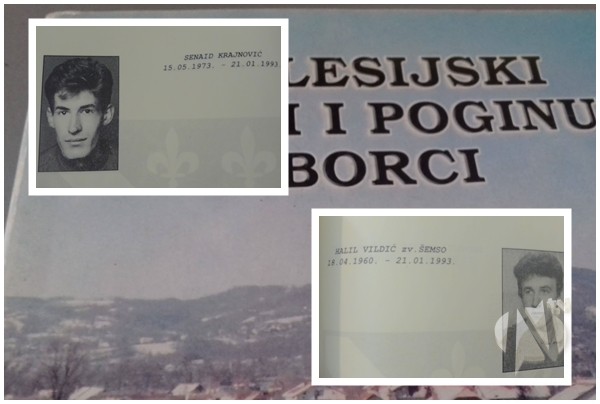 SENAID KRAJNOVIĆ
15.05.1973. - 21.01.1993
LESIJSKI
I I POGINU
BORCI
HALIL VILDIĆ zv.ŠEMSO
18.04.1960. - 21.01.1993.